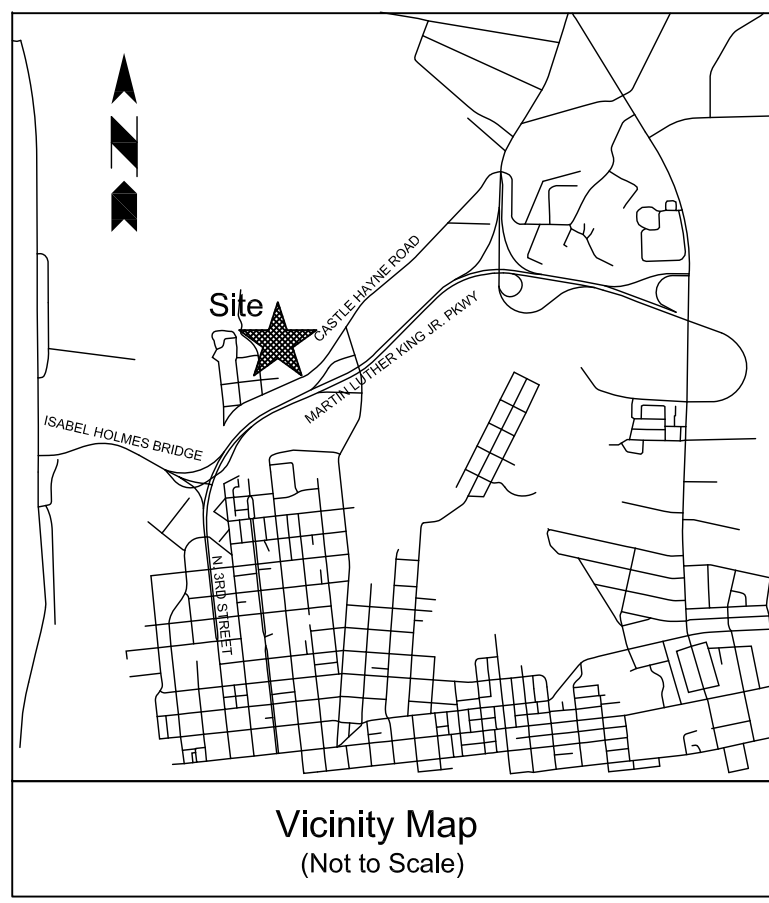 N
Site
CASTLE HAYNE ROAD
MARTIN LUTHER KING JR. PKWY
ISABEL HOLMES BRIDGE
N. 3RD STREET
Vicinity Map
(Not to Scale)